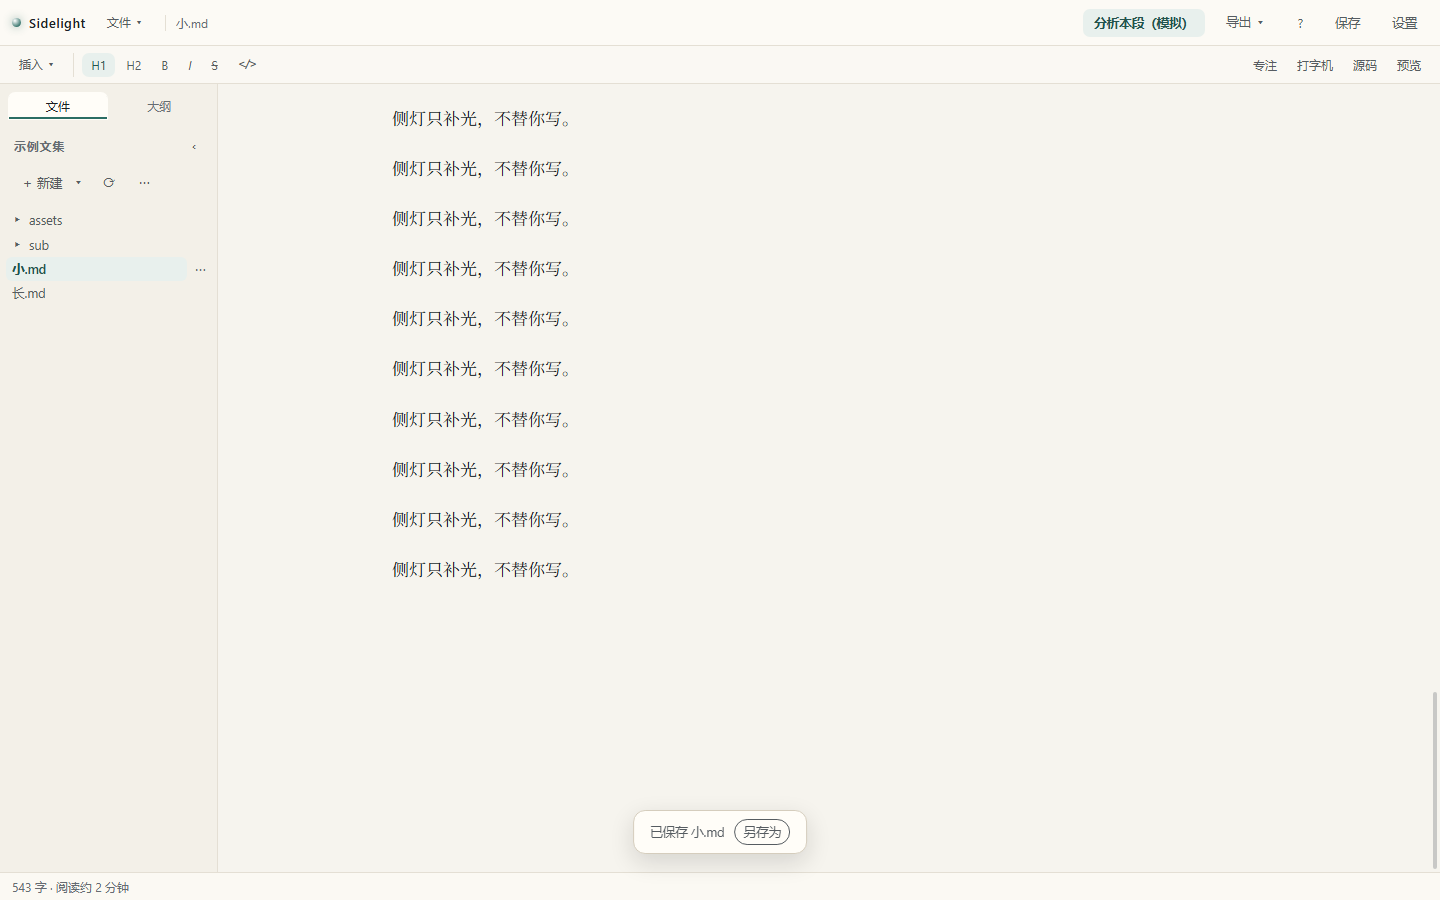 Sidelight 文件 小.md 分析本段（模拟） 导出 ? 保存 设置
插入 H1 H2 B I S </> 专注 打字机 源码 预览
文件 大纲
示例文集 ‹
+ 新建 ···
assets
sub
小.md ···
长.md
侧灯只补光，不替你写。
侧灯只补光，不替你写。
侧灯只补光，不替你写。
侧灯只补光，不替你写。
侧灯只补光，不替你写。
侧灯只补光，不替你写。
侧灯只补光，不替你写。
侧灯只补光，不替你写。
侧灯只补光，不替你写。
侧灯只补光，不替你写。
已保存 小.md 另存为
543 字 · 阅读约 2 分钟